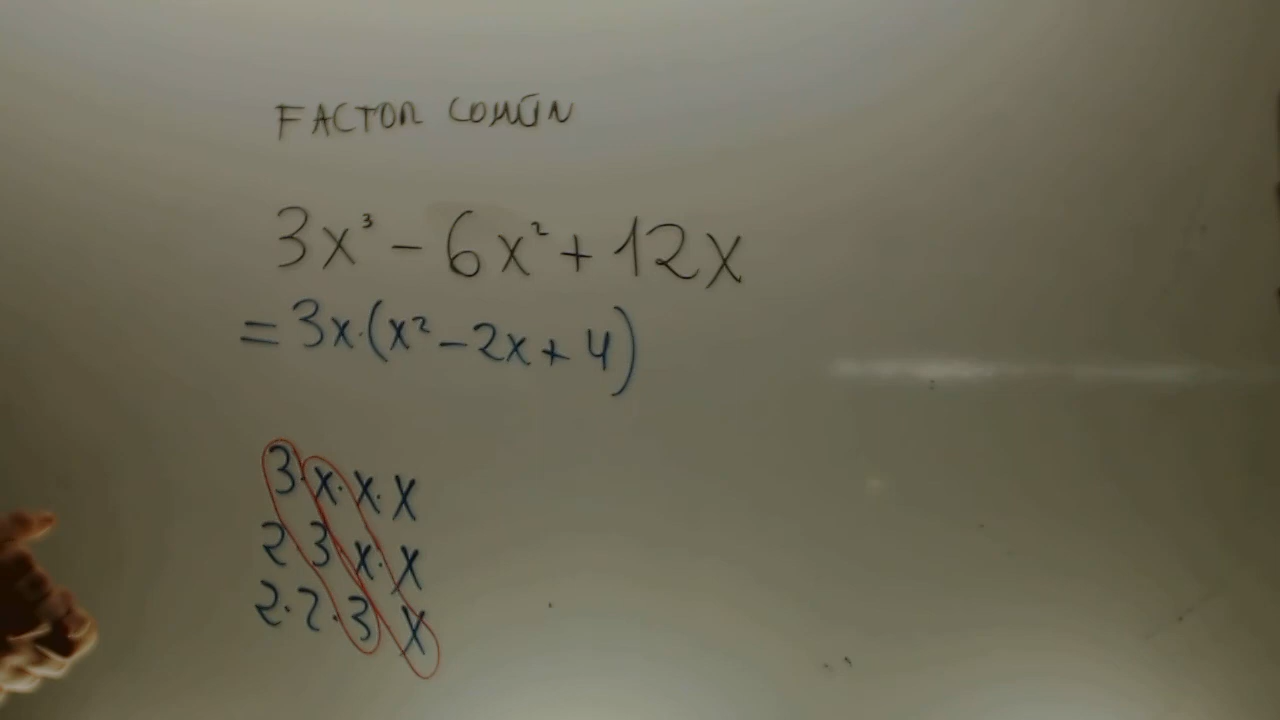 FACTOR COMÚN
3x³ - 6x² + 12x
= 3x·(x² - 2x + 4)
3·x·x·x
2 3 x·x
2·2·3 x